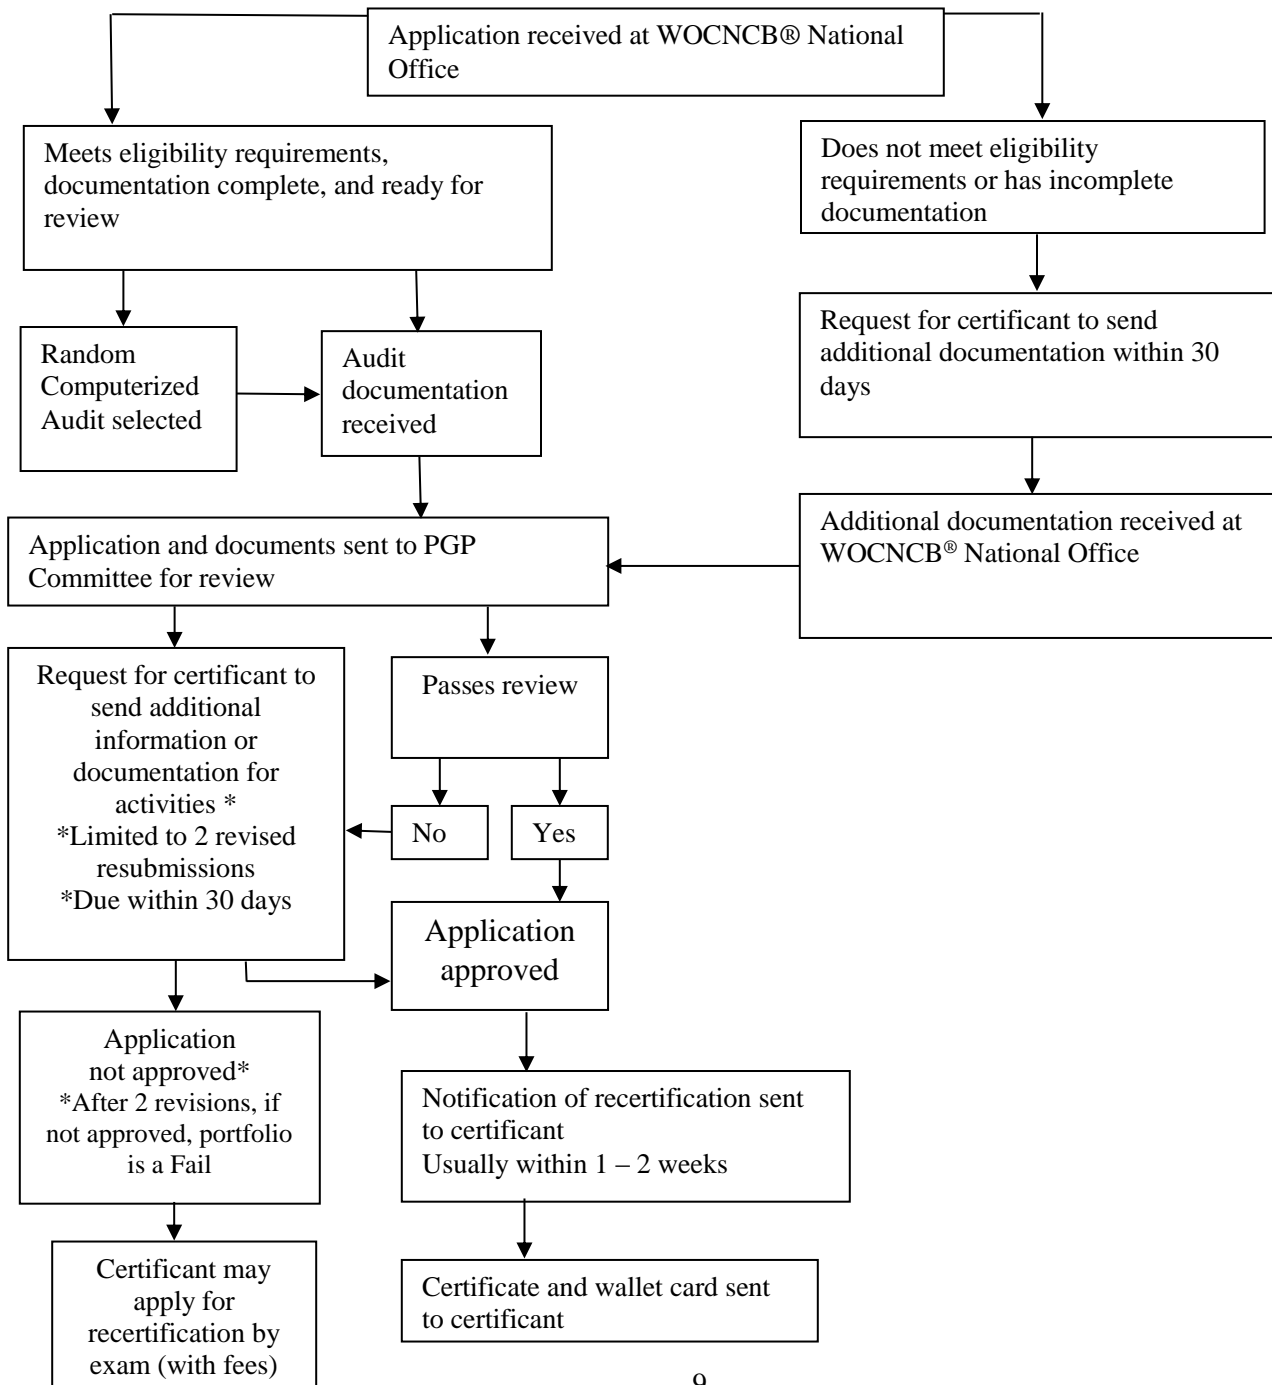 Application received at WOCNCB® National
Office
Meets eligibility requirements,
documentation complete, and ready for
review
Does not meet eligibility
requirements or has incomplete
documentation
Random
Computerized
Audit selected
Audit
documentation
received
Request for certificant to send
additional documentation within 30
days
Application and documents sent to PGP
Committee for review
Additional documentation received at
WOCNCB® National Office
Request for certificant to
send additional
information or
documentation for
activities *
*Limited to 2 revised
resubmissions
*Due within 30 days
Passes review
No
Yes
Application
approved
Application
not approved*
*After 2 revisions, if
not approved, portfolio
is a Fail
Notification of recertification sent
to certificant
Usually within 1 – 2 weeks
Certificant may
apply for
recertification by
exam (with fees)
Certificate and wallet card sent
to certificant
9